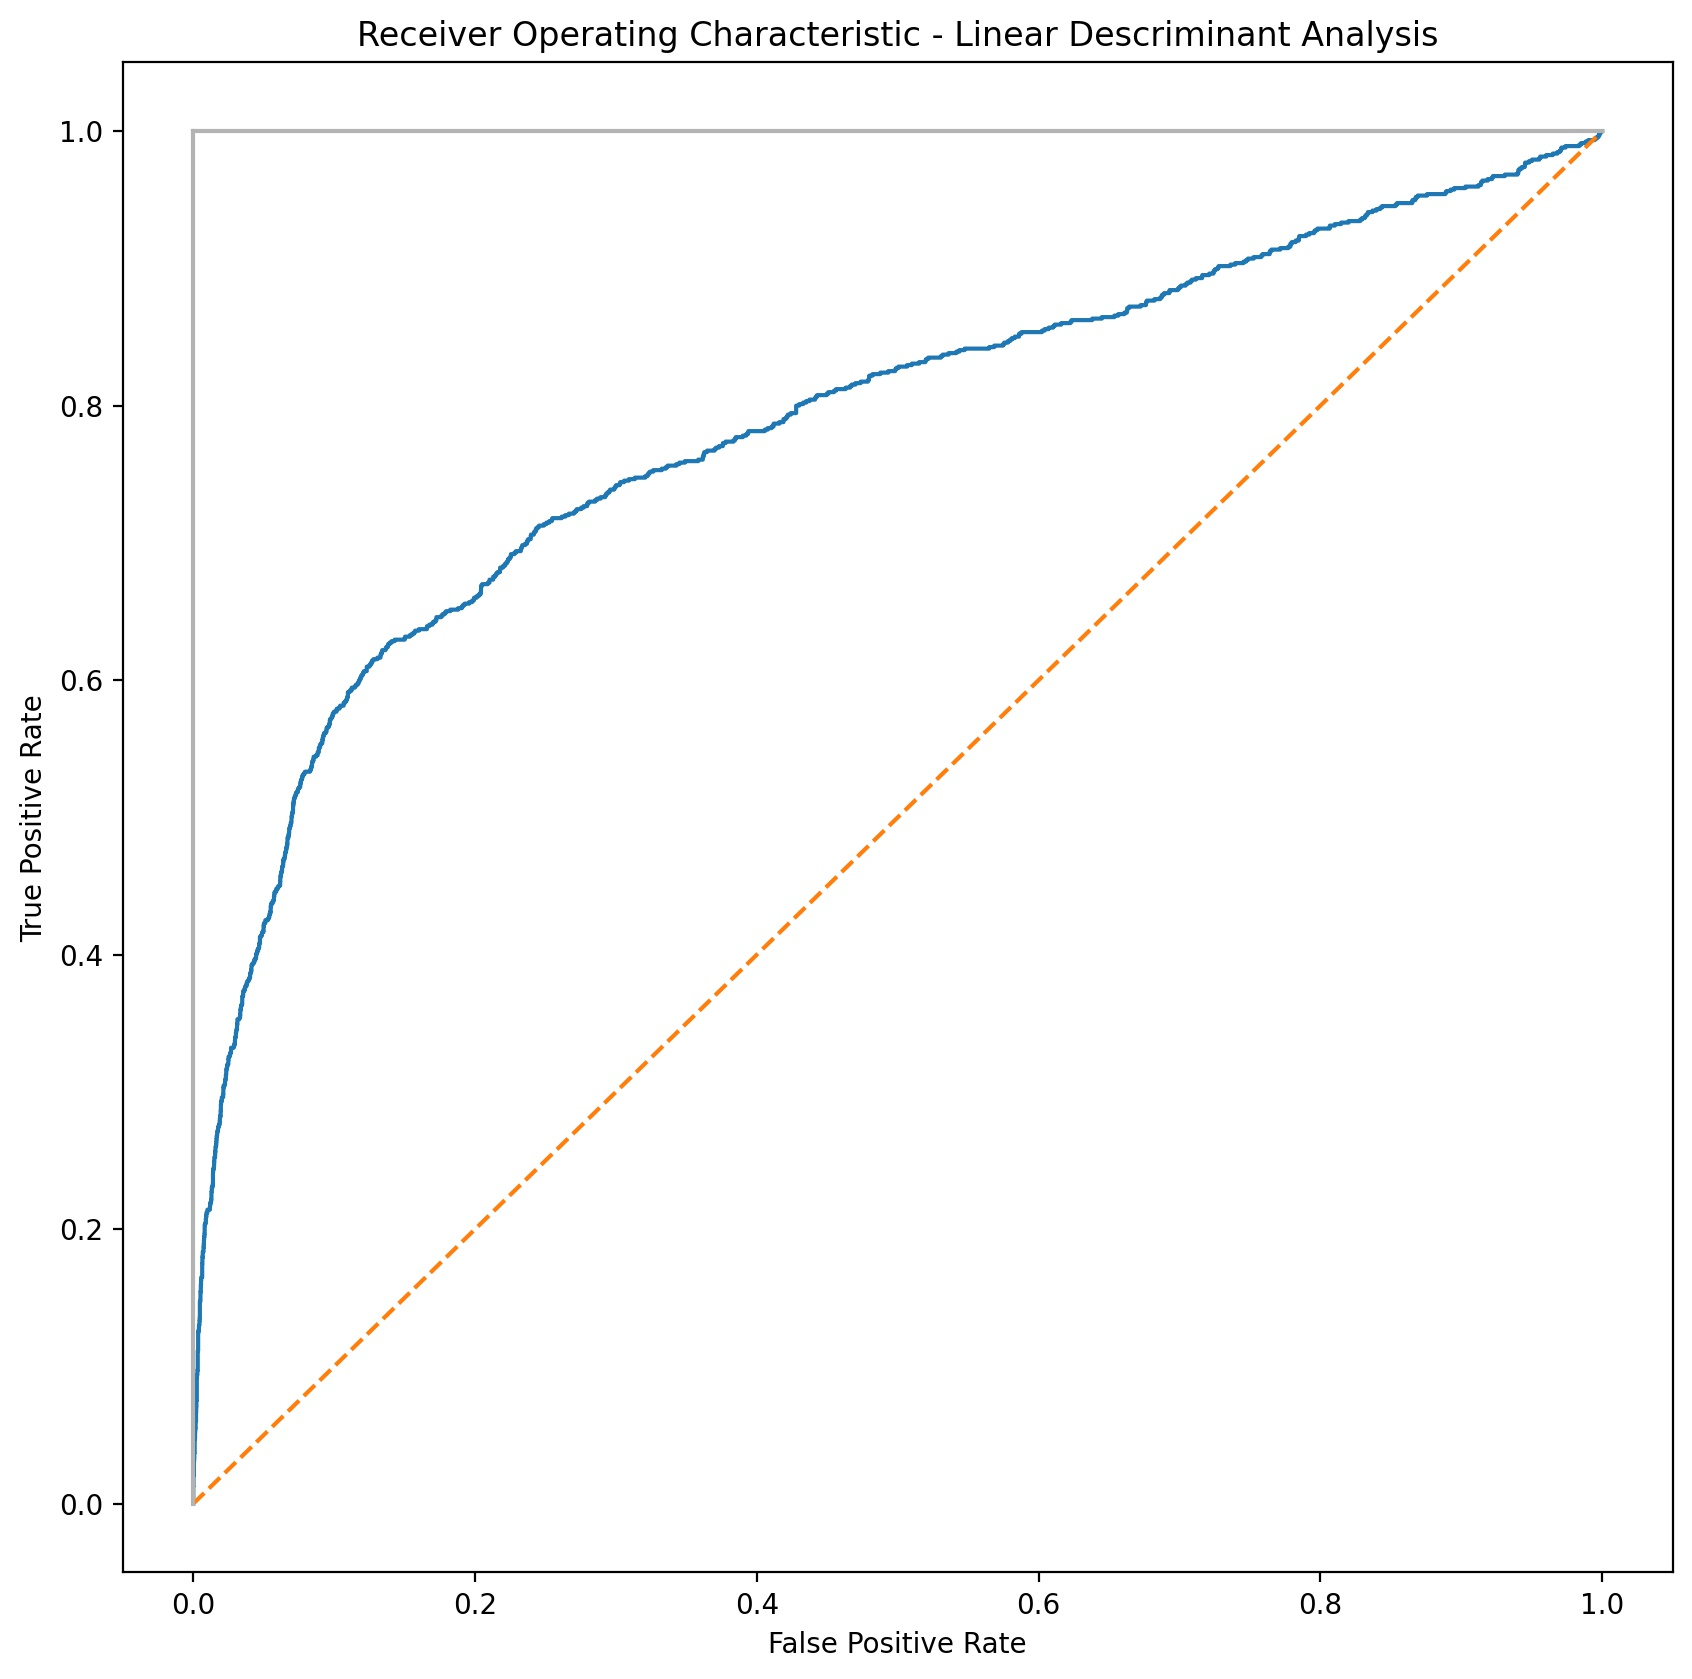 Receiver Operating Characteristic - Linear Descriminant Analysis
1.0
0.8
0.6
0.4
0.2
0.0
True Positive Rate
0.0 0.2 0.4 0.6 0.8 1.0
False Positive Rate